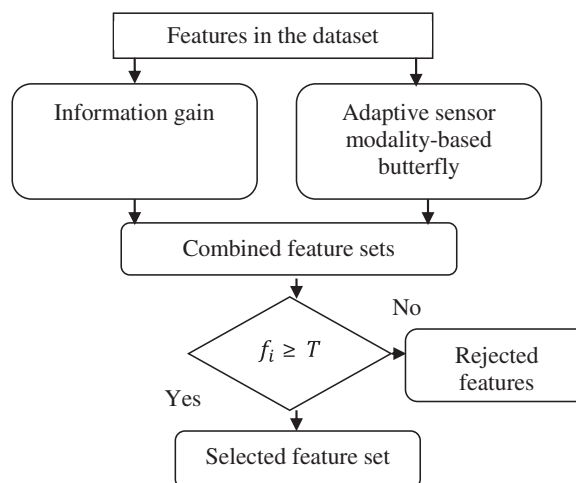 Features in the dataset
Information gain
Adaptive sensor
modality-based
butterfly
Combined feature sets
No
f_i ≥ T
Rejected
features
Yes
Selected feature set